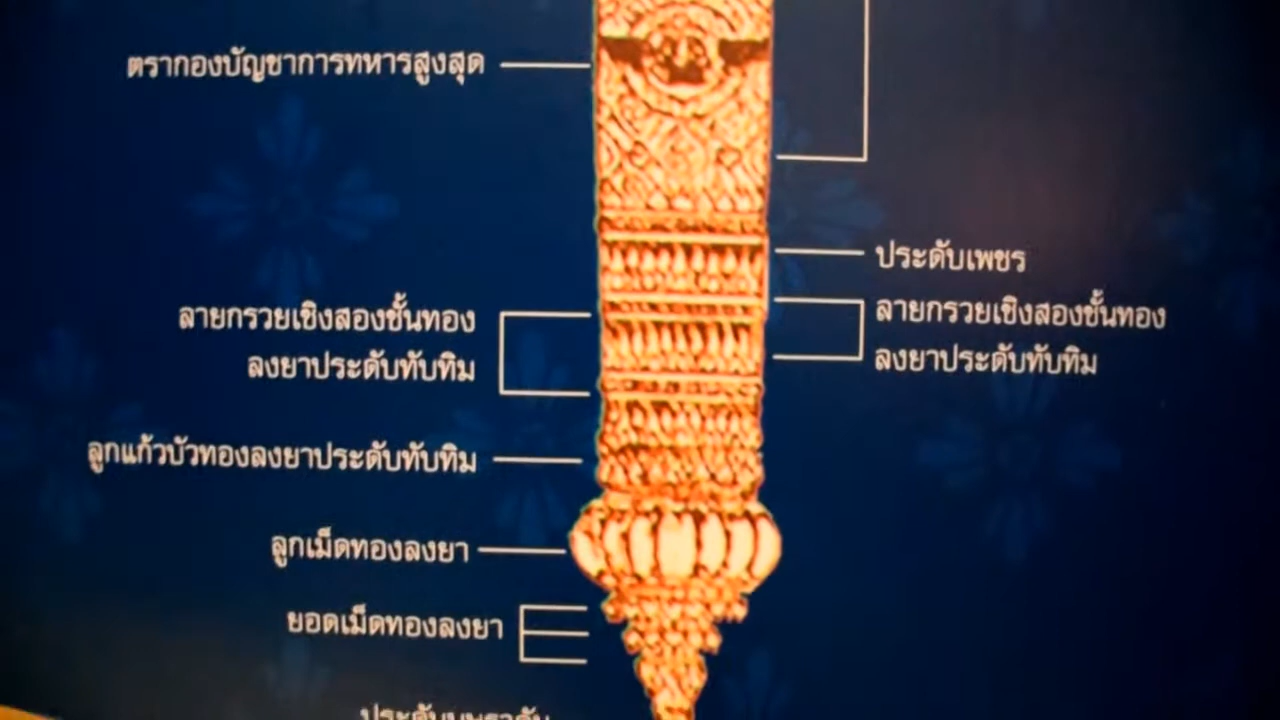 ตรากองบัญชาการทหารสูงสุด
ประดับเพชร
ลายกรวยเชิงสองชั้นทอง
ลงยาประดับทับทิม
ลายกรวยเชิงสองชั้นทอง
ลงยาประดับทับทิม
ลูกแก้วบัวทองลงยาประดับทับทิม
ลูกเม็ดทองลงยา
ยอดเม็ดทองลงยา